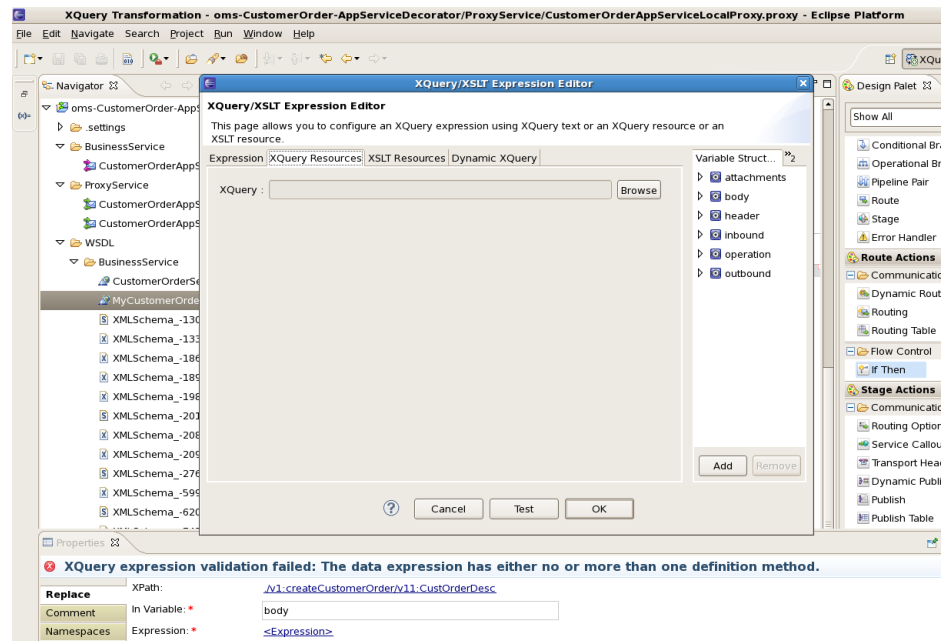 XQuery Transformation - oms-CustomerOrder-AppServiceDecorator/ProxyService/CustomerOrderAppServiceLocalProxy.proxy - Eclipse Platform
File Edit Navigate Search Project Run Window Help
XQu
Navigator
oms-CustomerOrder-AppS
.settings
BusinessService
CustomerOrderAppS
ProxyService
CustomerOrderAppS
CustomerOrderAppS
WSDL
BusinessService
CustomerOrderSe
MyCustomerOrde
XMLSchema_-130
XMLSchema_-133
XMLSchema_-186
XMLSchema_-189
XMLSchema_-198
XMLSchema_-201
XMLSchema_-208
XMLSchema_-209
XMLSchema_-276
XMLSchema_-599
XMLSchema_-620
XQuery/XSLT Expression Editor
XQuery/XSLT Expression Editor
This page allows you to configure an XQuery expression using XQuery text or an XQuery resource or an
XSLT resource.
Expression XQuery Resources XSLT Resources Dynamic XQuery
XQuery : Browse
Variable Struct... »2
attachments
body
header
inbound
operation
outbound
Add Remove
? Cancel Test OK
Design Palet
Show All
Conditional Bra
Operational Br
Pipeline Pair
Route
Stage
Error Handler
Route Actions
Communicatio
Dynamic Rout
Routing
Routing Table
Flow Control
If Then
Stage Actions
Communicatio
Routing Option
Service Callou
Transport Head
Dynamic Publi
Publish
Publish Table
Properties
XQuery expression validation failed: The data expression has either no or more than one definition method.
Replace
Comment
Namespaces
XPath: ./v1:createCustomerOrder/v11:CustOrderDesc
In Variable: * body
Expression: * <Expression>